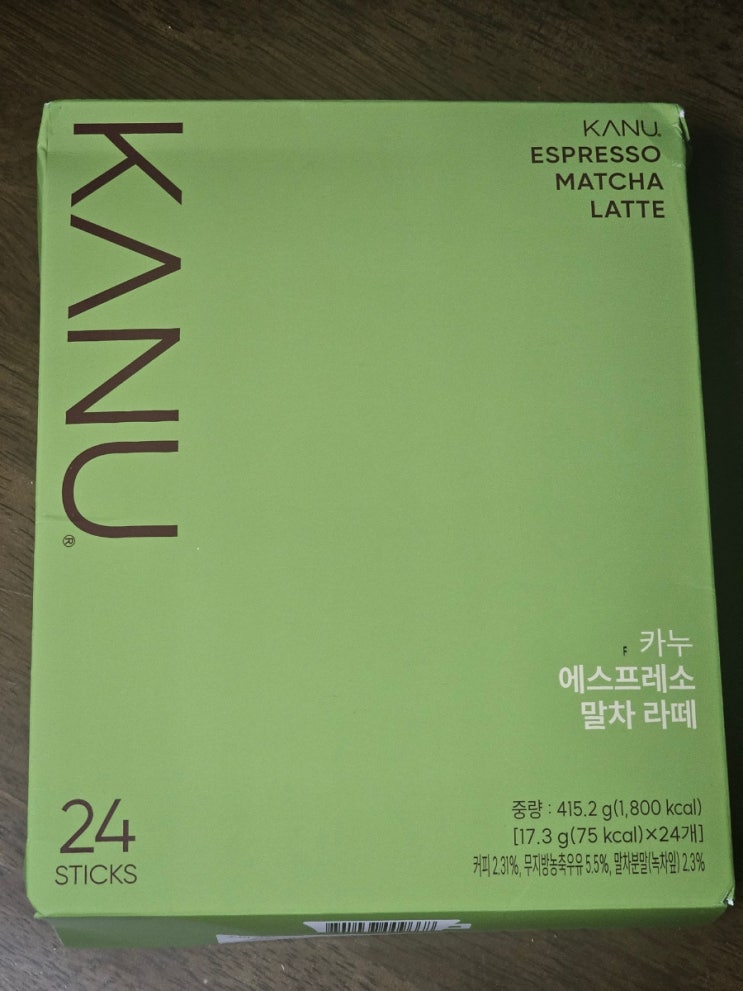 KANU®
KANU®
ESPRESSO
MATCHA
LATTE
F
카누
에스프레소
말차 라떼
24
STICKS
중량 : 415.2 g(1,800 kcal)
[17.3 g(75 kcal)×24개]
커피 2.31%, 무지방농축우유 5.5%, 말차분말(녹차잎) 2.3%